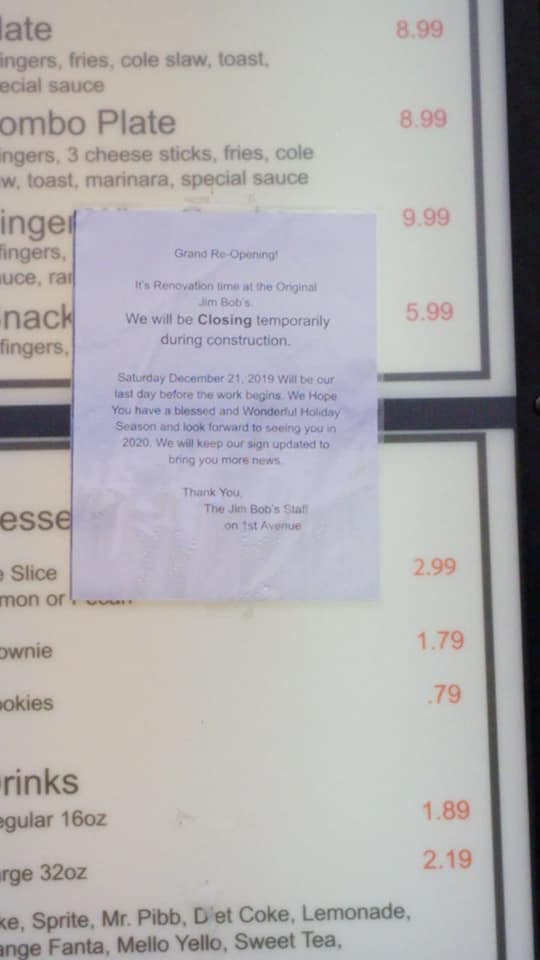 late 8.99
ingers, fries, cole slaw, toast,
ecial sauce
ombo Plate 8.99
ingers, 3 cheese sticks, fries, cole
w, toast, marinara, special sauce
inger 9.99
fingers,
uce, ran
Snack 5.99
fingers,
Grand Re-Opening!
It's Renovation time at the Original
Jim Bob's.
We will be Closing temporarily
during construction.
Saturday December 21, 2019 Will be our
last day before the work begins. We Hope
You have a blessed and Wonderful Holiday
Season and look forward to seeing you in
2020. We will keep our sign updated to
bring you more news.
Thank You,
The Jim Bob's Staff
on 1st Avenue
esse
e Slice 2.99
mon or
ownie 1.79
ookies .79
rinks
egular 16oz 1.89
arge 32oz 2.19
ke, Sprite, Mr. Pibb, D et Coke, Lemonade,
ange Fanta, Mello Yello, Sweet Tea,